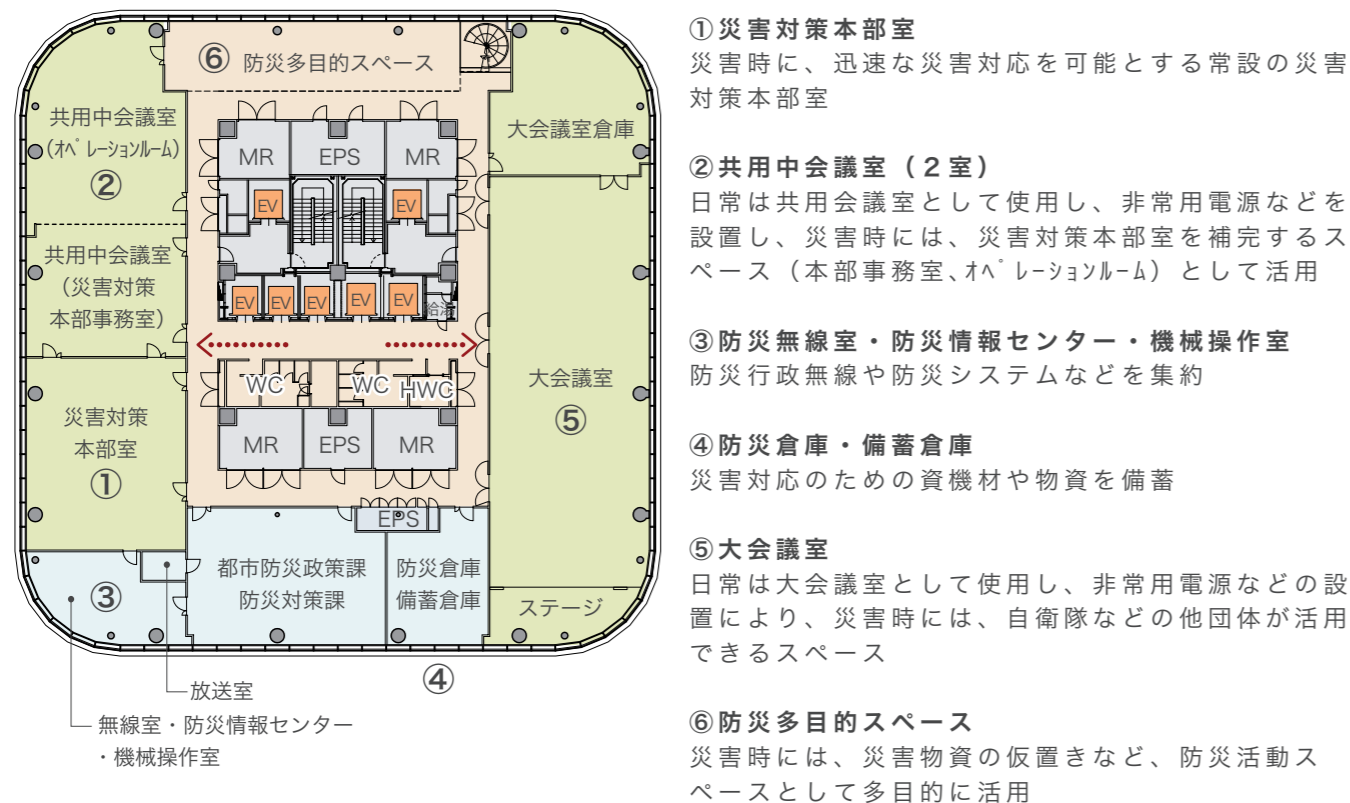 ⑥ 防災多目的スペース
共用中会議室
(オペレーションルーム)
②
大会議室倉庫
MR
EPS
MR
EV
EV
共用中会議室
(災害対策
本部事務室)
EV
EV
EV
EV
EV
給湯
WC
WC
HWC
大会議室
⑤
災害対策
本部室
①
MR
EPS
MR
EPS
③
都市防災政策課
防災対策課
防災倉庫
備蓄倉庫
ステージ
④
放送室
無線室・防災情報センター
・機械操作室
①災害対策本部室
災害時に、迅速な災害対応を可能とする常設の災害
対策本部室
②共用中会議室(2室)
日常は共用会議室として使用し、非常用電源などを
設置し、災害時には、災害対策本部室を補完するス
ペース(本部事務室、オペレーションルーム)として活用
③防災無線室・防災情報センター・機械操作室
防災行政無線や防災システムなどを集約
④防災倉庫・備蓄倉庫
災害対応のための資機材や物資を備蓄
⑤大会議室
日常は大会議室として使用し、非常用電源などの設
置により、災害時には、自衛隊などの他団体が活用
できるスペース
⑥防災多目的スペース
災害時には、災害物資の仮置きなど、防災活動ス
ペースとして多目的に活用